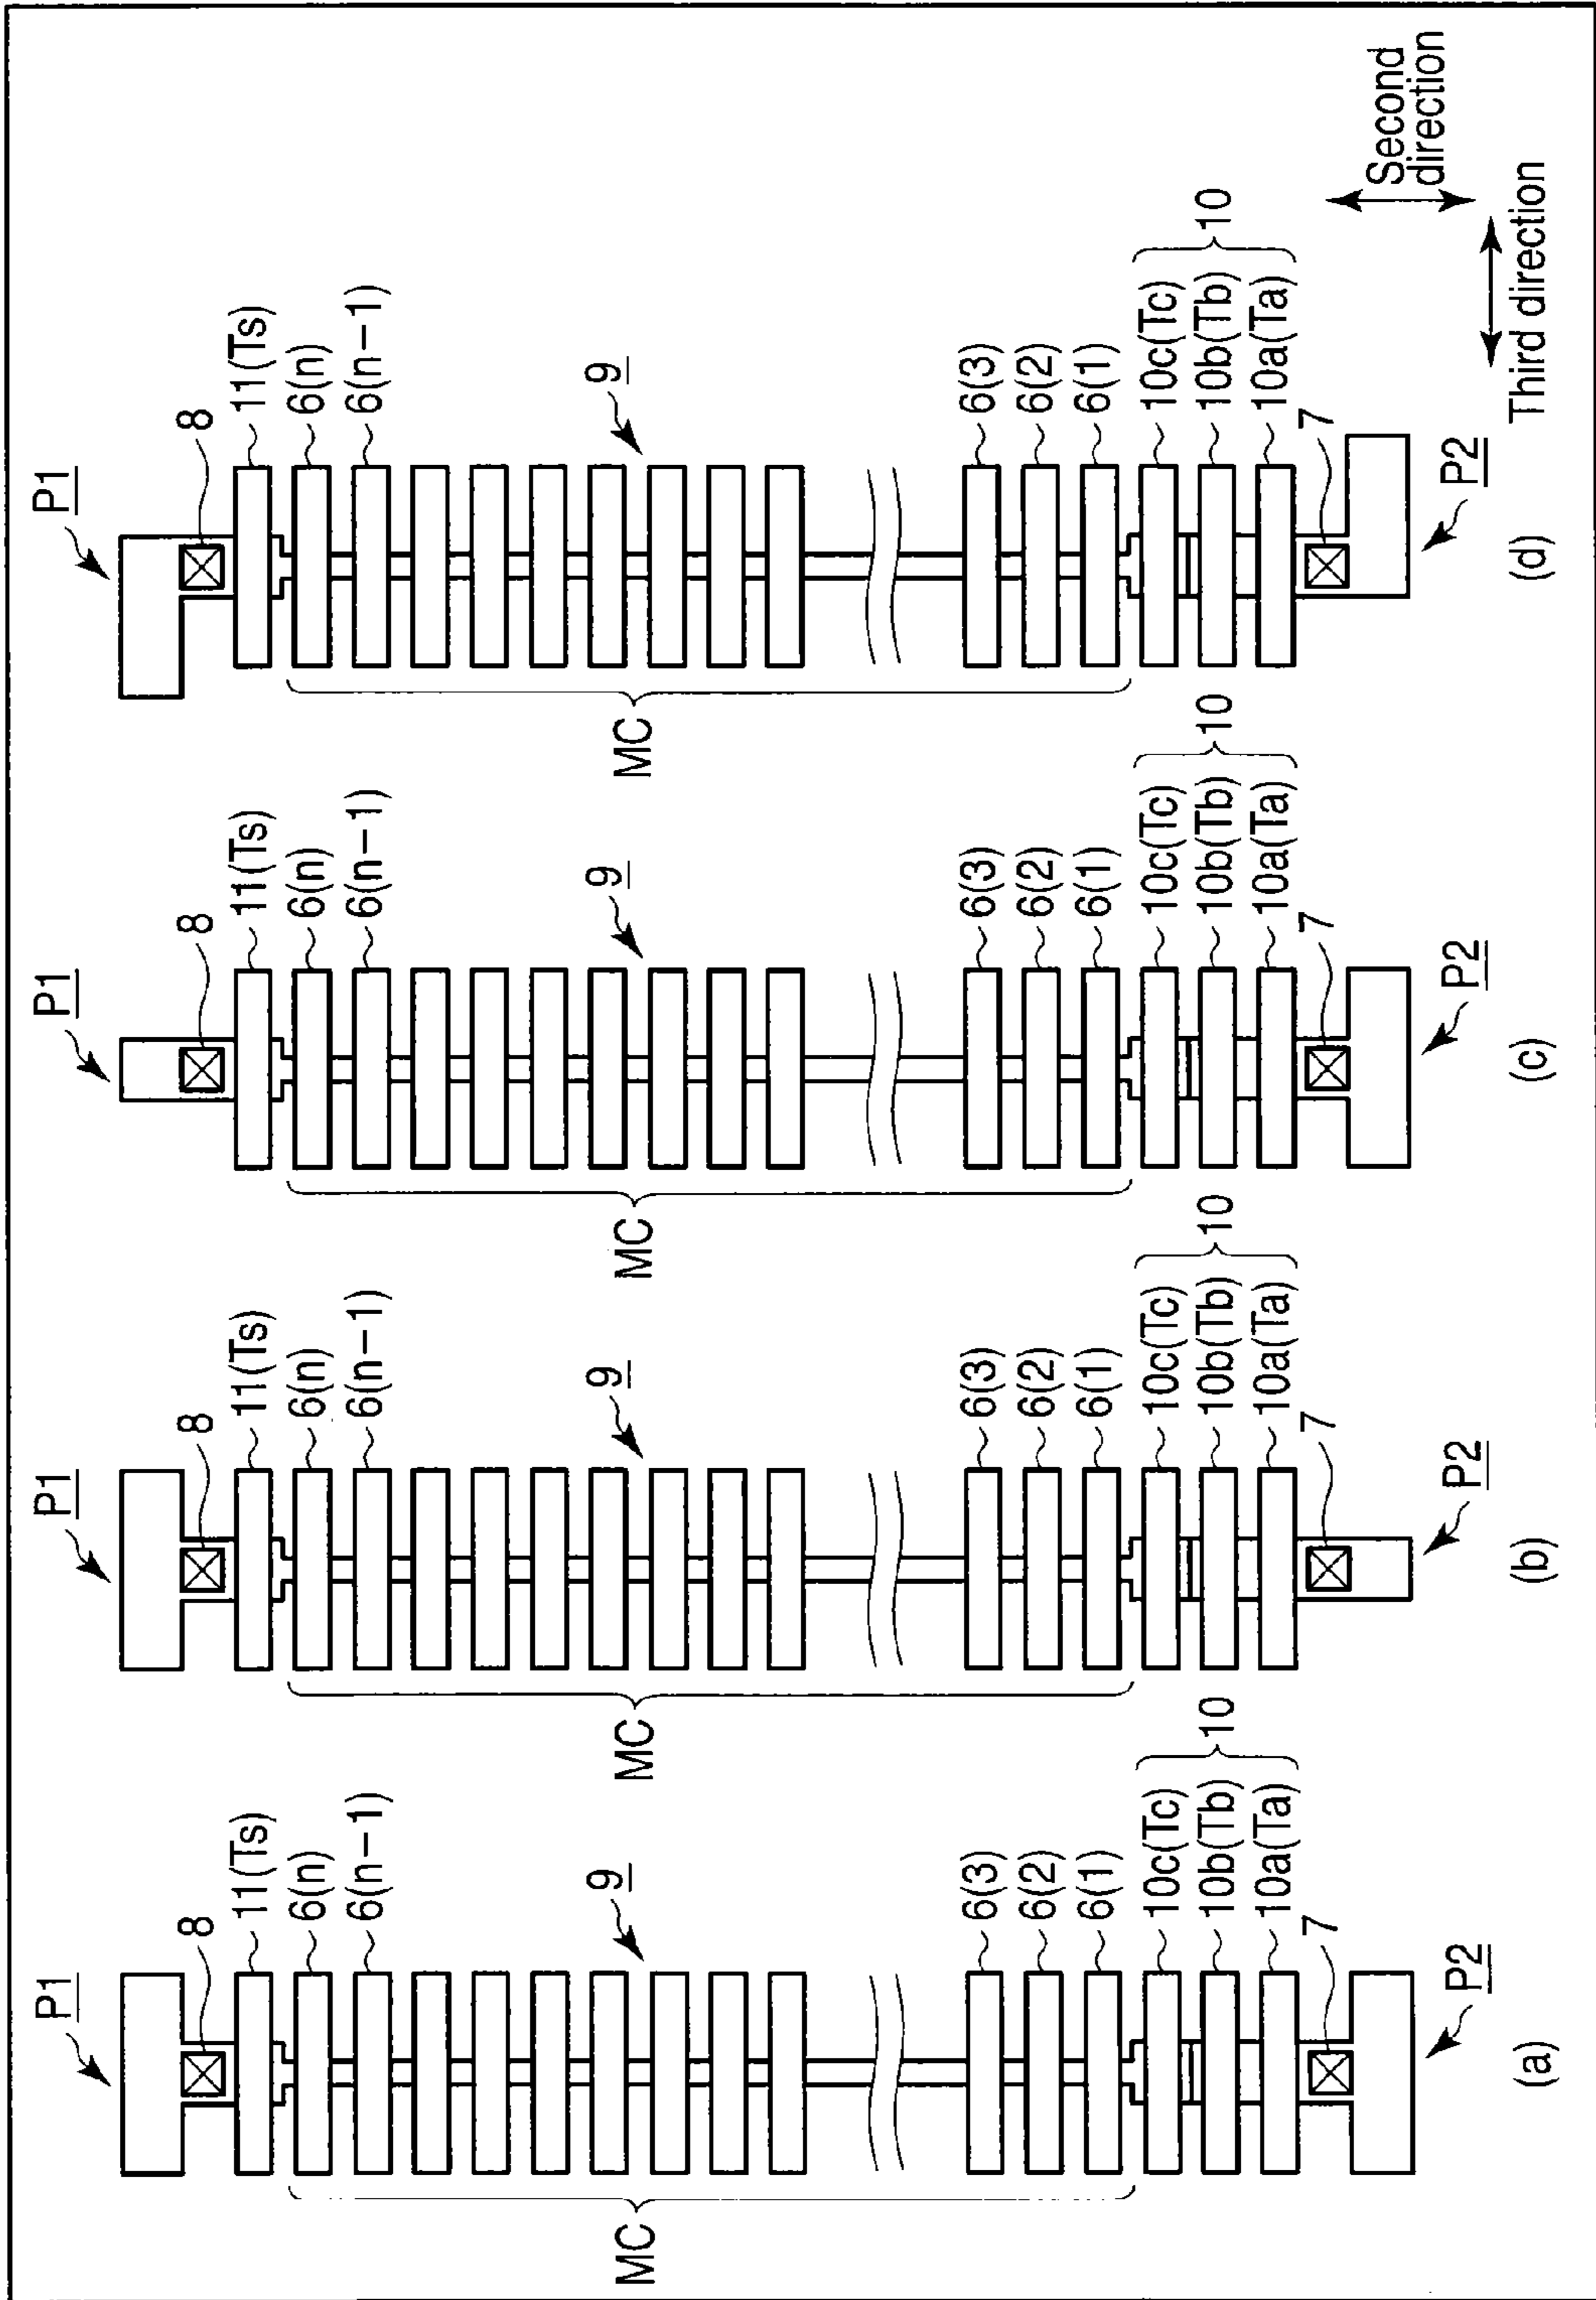 P1
8
11(Ts)
6(n)
6(n-1)
9
MC
6(3)
6(2)
6(1)
10c(Tc)
10b(Tb)
10a(Ta)
10
7
P2
(a)
P1
8
11(Ts)
6(n)
6(n-1)
9
MC
6(3)
6(2)
6(1)
10c(Tc)
10b(Tb)
10a(Ta)
10
7
P2
(b)
P1
8
11(Ts)
6(n)
6(n-1)
9
MC
6(3)
6(2)
6(1)
10c(Tc)
10b(Tb)
10a(Ta)
10
7
P2
(c)
P1
8
11(Ts)
6(n)
6(n-1)
9
MC
6(3)
6(2)
6(1)
10c(Tc)
10b(Tb)
10a(Ta)
10
7
P2
(d)
Second
direction
Third direction